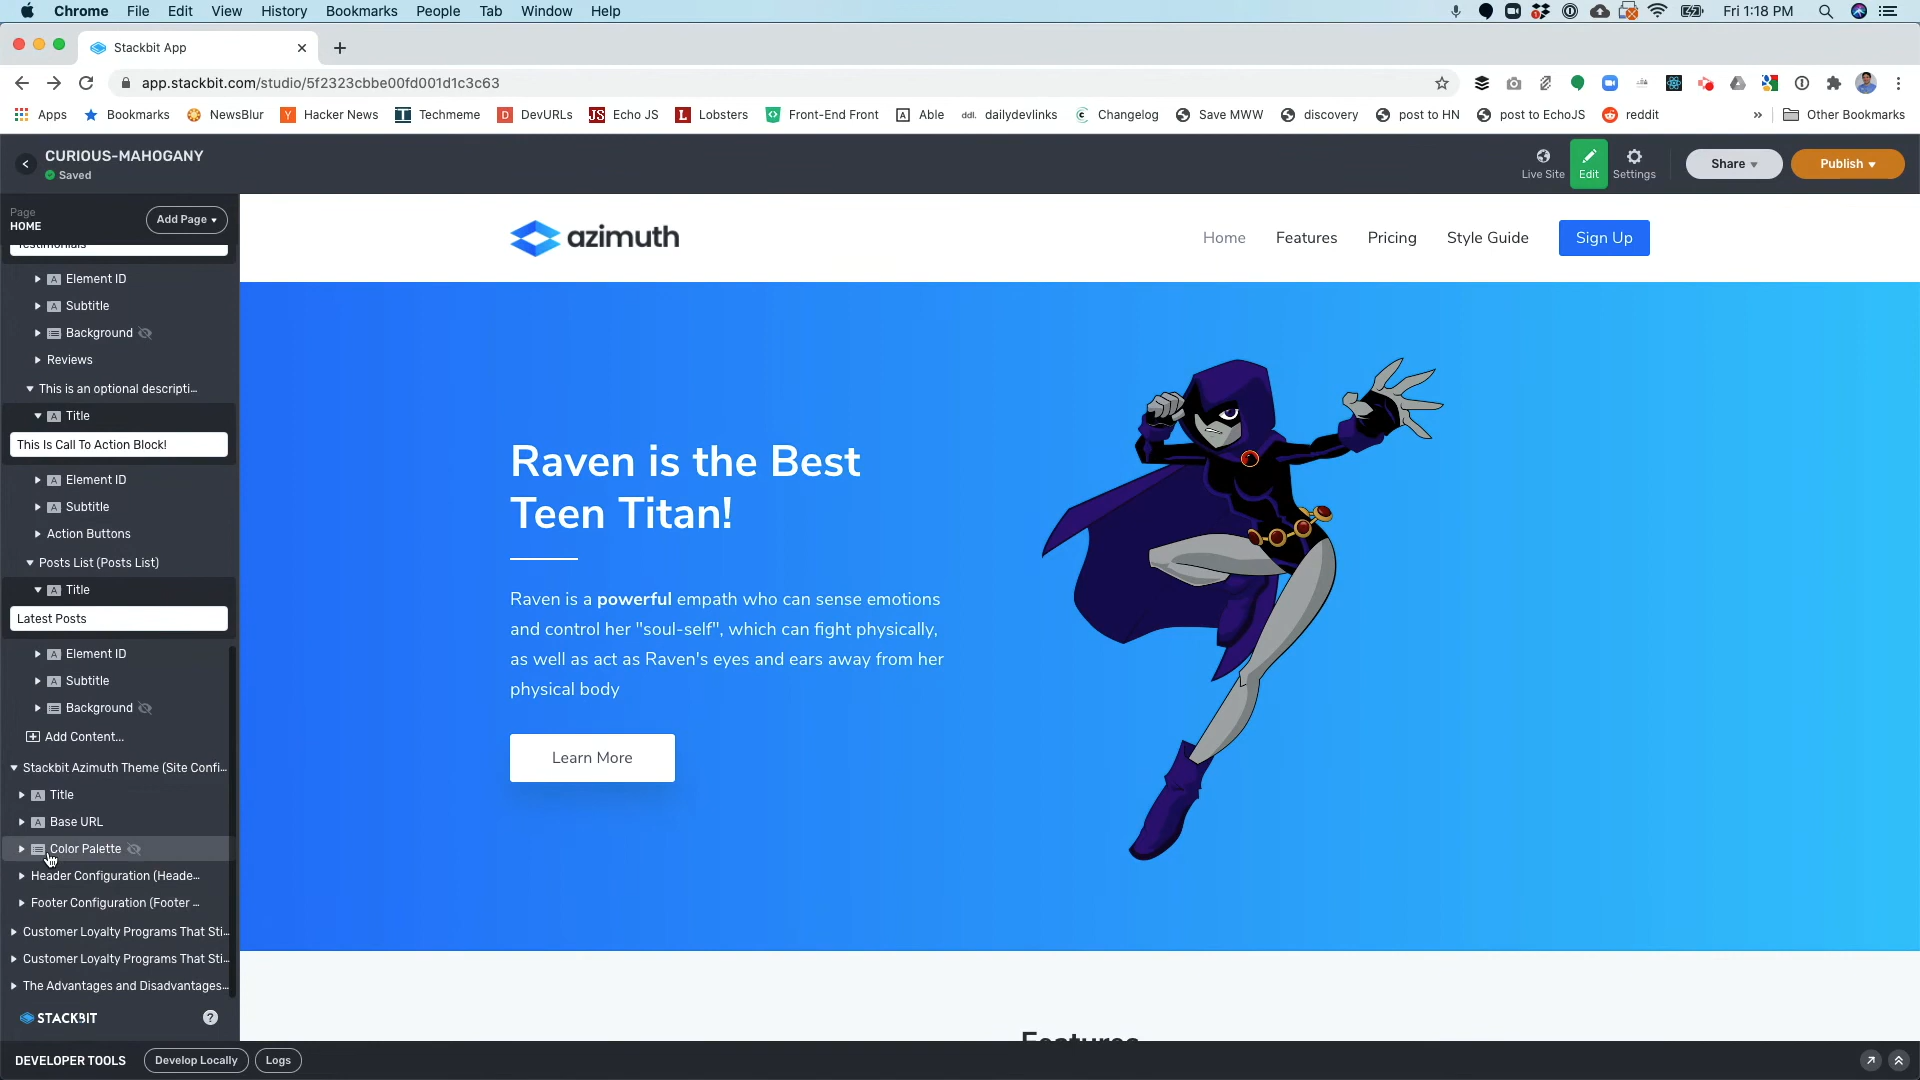 Chrome File Edit View History Bookmarks People Tab Window Help
Fri 1:18 PM
Stackbit App
app.stackbit.com/studio/5f2323cbbe00fd001d1c3c63
Apps Bookmarks NewsBlur Hacker News Techmeme DevURLs Echo JS Lobsters Front-End Front Able dailydevlinks Changelog Save MWW discovery post to HN post to EchoJS reddit » Other Bookmarks
CURIOUS-MAHOGANY
Saved
Live Site Edit Settings Share Publish
Page
HOME
Add Page
Testimonials
Element ID
Subtitle
Background
Reviews
This is an optional descripti...
Title
This Is Call To Action Block!
Element ID
Subtitle
Action Buttons
Posts List (Posts List)
Title
Latest Posts
Element ID
Subtitle
Background
Add Content...
Stackbit Azimuth Theme (Site Confi...
Title
Base URL
Color Palette
Header Configuration (Heade...
Footer Configuration (Footer ...
Customer Loyalty Programs That Sti...
Customer Loyalty Programs That Sti...
The Advantages and Disadvantages...
STACKBIT
?
azimuth
Home Features Pricing Style Guide Sign Up
Raven is the Best
Teen Titan!
Raven is a powerful empath who can sense emotions
and control her "soul-self", which can fight physically,
as well as act as Raven's eyes and ears away from her
physical body
Learn More
Features
DEVELOPER TOOLS Develop Locally Logs